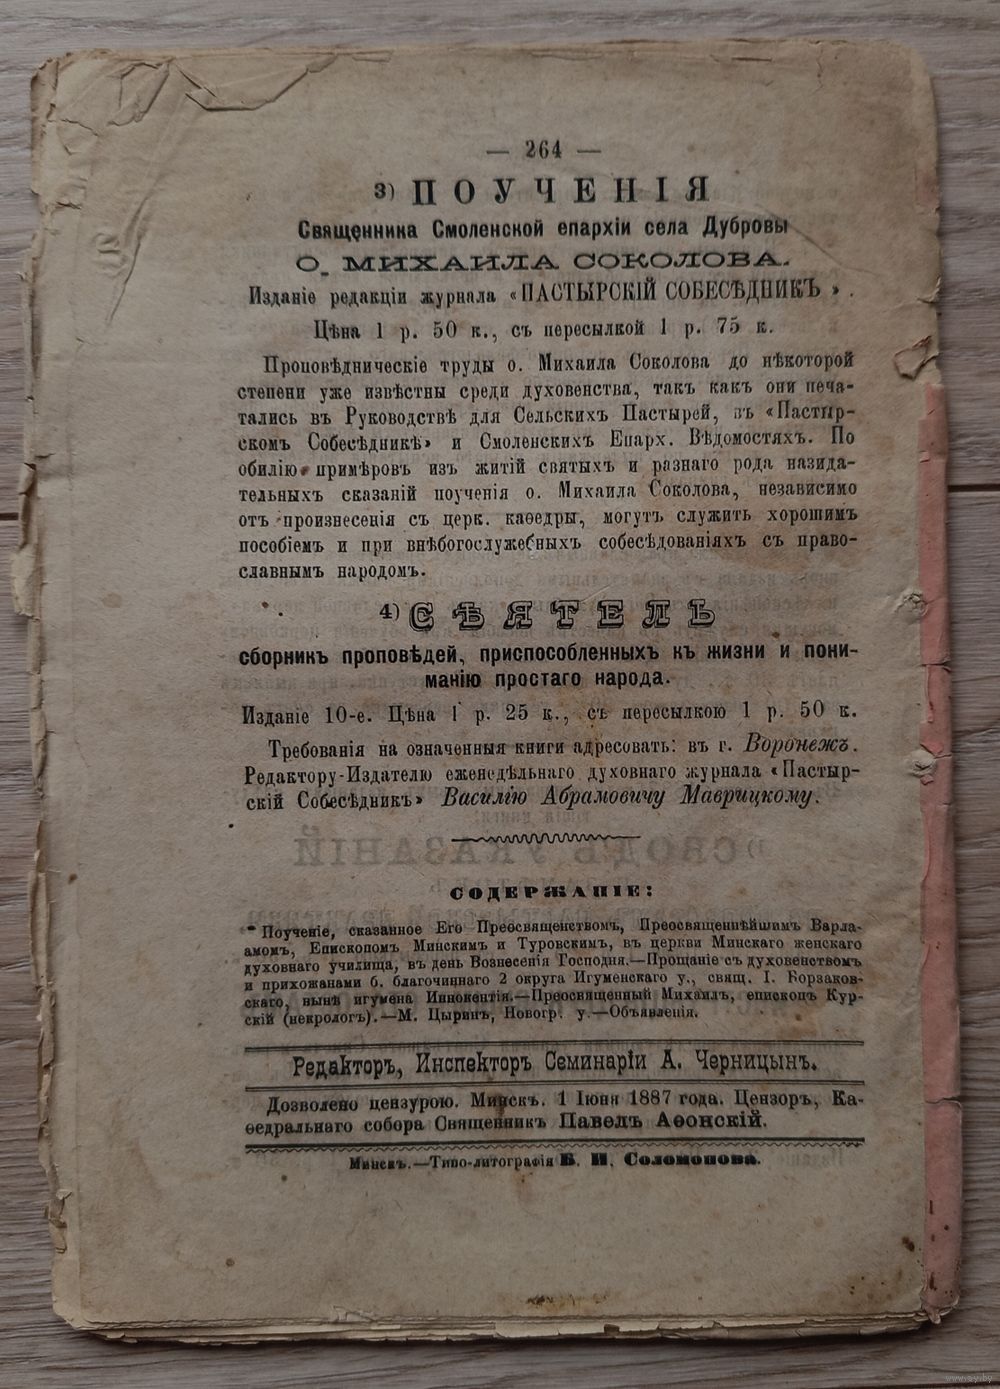 — 264 —
3) ПОУЧЕНІЯ
Священника Смоленской епархіи села Дубровы
О. МИХАИЛА СОКОЛОВА.
Изданіе редакціи журнала «ПАСТЫРСКІЙ СОБЕСѢДНИКЪ».
Цѣна 1 р. 50 к., съ пересылкой 1 р. 75 к.
Проповѣдническіе труды о. Михаила Соколова до нѣкоторой
степени уже извѣстны среди духовенства, такъ какъ они печа-
тались въ Руководствѣ для Сельскихъ Пастырей, въ «Пастыр-
скомъ Собесѣдникѣ» и Смоленскихъ Епарх. Вѣдомостяхъ. По
обилію примѣровъ изъ житій святыхъ и разнаго рода назида-
тельныхъ сказаній поученія о. Михаила Соколова, независимо
отъ произнесенія съ церк. каѳедры, могутъ служить хорошимъ
пособіемъ и при внѣбогослужебныхъ собесѣдованіяхъ съ право-
славнымъ народомъ.
4) СѢЯТЕЛЬ
сборникъ проповѣдей, приспособленныхъ къ жизни и пони-
манію простаго народа.
Изданіе 10-е. Цѣна 1 р. 25 к., съ пересылкою 1 р. 50 к.
Требованія на означенныя книги адресовать: въ г. Воронежъ.
Редактору-Издателю еженедѣльнаго духовнаго журнала «Пастыр-
скій Собесѣдникъ» Василію Абрамовичу Маврицкому.
СОДЕРЖАНІЕ:
Поученіе, сказанное Его Преосвященствомъ, Преосвященнѣйшимъ Варла-
амомъ, Епископомъ Минскимъ и Туровскимъ, въ церкви Минскаго женскаго
духовнаго училища, въ день Вознесенія Господня.—Прощаніе съ духовенствомъ
и прихожанами б. благочиннаго 2 округа Игуменскаго у., свящ. І. Борзаков-
скаго, нынѣ игумена Иннокентія.—Преосвященный Михаилъ, епископъ Кур-
скій (некрологъ).—М. Цыринъ, Новогр. у.—Объявленія.
Редакторъ, Инспекторъ Семинаріи А. Черницынъ.
Дозволено цензурою. Минскъ. 1 Іюня 1887 года. Цензоръ, Ка-
ѳедральнаго собора Священникъ Павелъ Аѳонскій.
Минскъ.—Типо-литографія Б. И. Соломонова.
www.ay.by